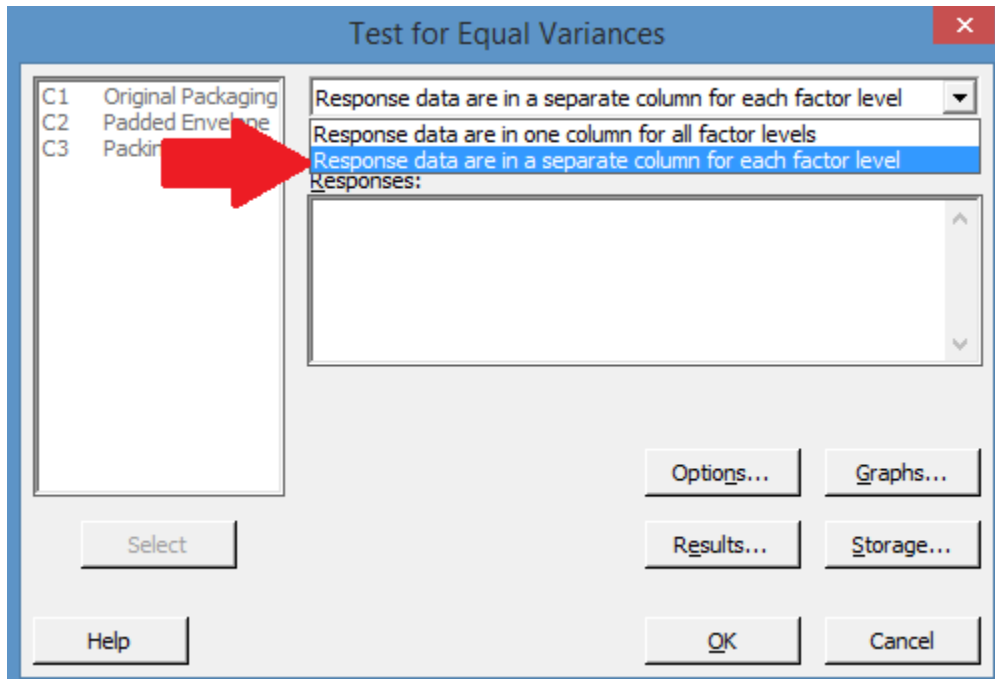 Test for Equal Variances
C1 Original Packaging
C2 Padded Envelope
C3
Response data are in a separate column for each factor level
Response data are in one column for all factor levels
Response data are in a separate column for each factor level
Responses:
Options...
Graphs...
Select
Results...
Storage...
Help
OK
Cancel